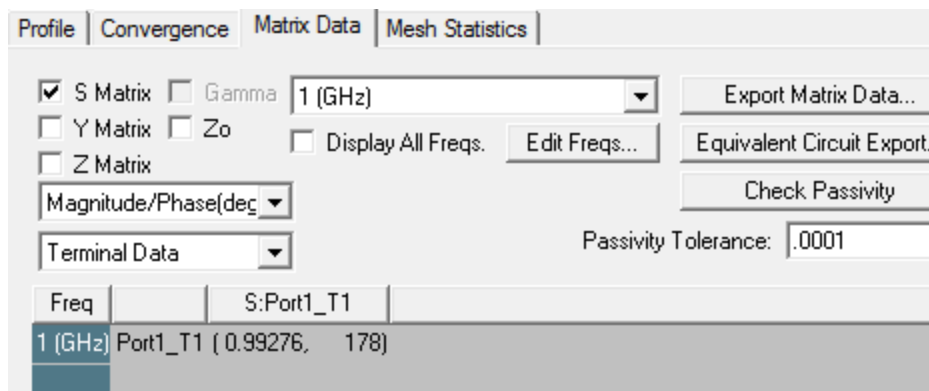 Profile Convergence Matrix Data Mesh Statistics
S Matrix Gamma 1 (GHz) Export Matrix Data...
Y Matrix Zo Display All Freqs. Edit Freqs... Equivalent Circuit Export.
Z Matrix Check Passivity
Magnitude/Phase(deg
Passivity Tolerance: .0001
Terminal Data
Freq S:Port1_T1
1 (GHz) Port1_T1 ( 0.99276, 178)